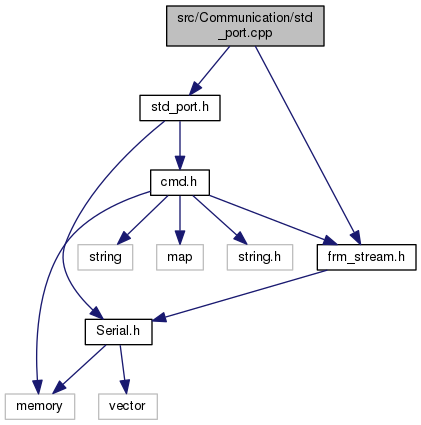 src/Communication/std
_port.cpp
std_port.h
cmd.h
string
map
string.h
frm_stream.h
Serial.h
memory
vector